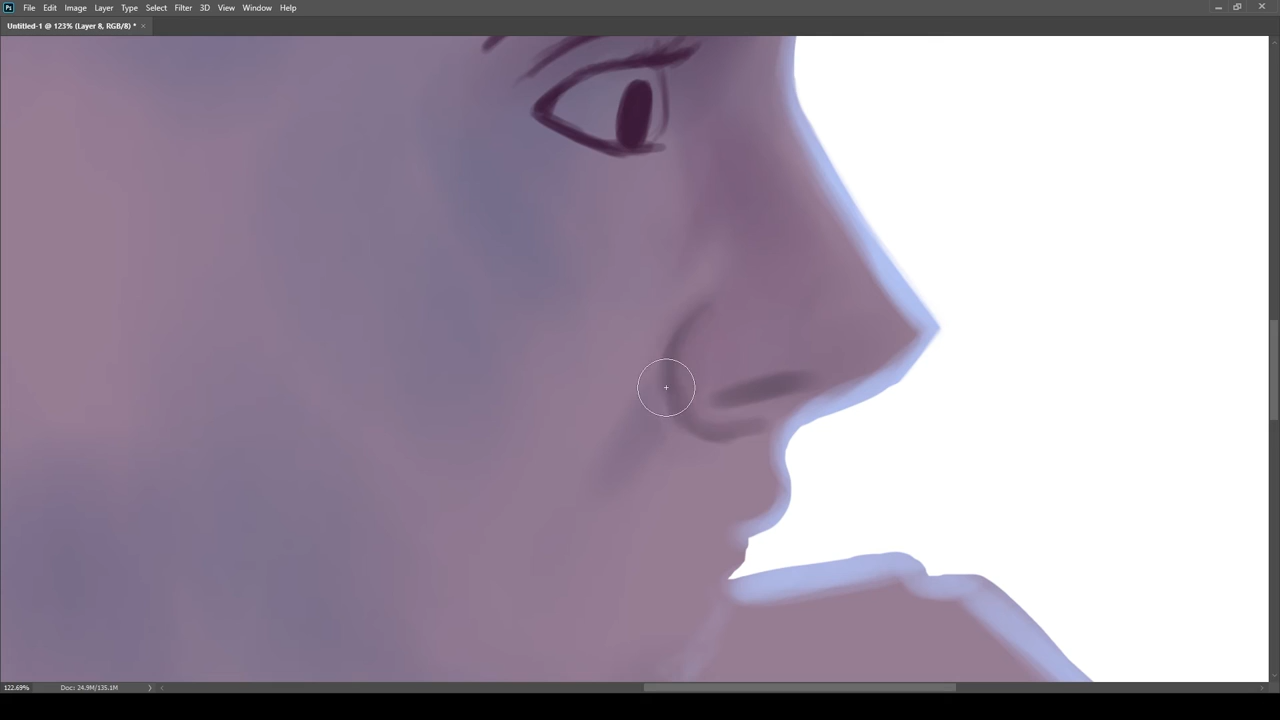 Ps File Edit Image Layer Type Select Filter 3D View Window Help
Untitled-1 @ 123% (Layer 8, RGB/8) * ×
122.69% Doc: 24.9M/135.1M